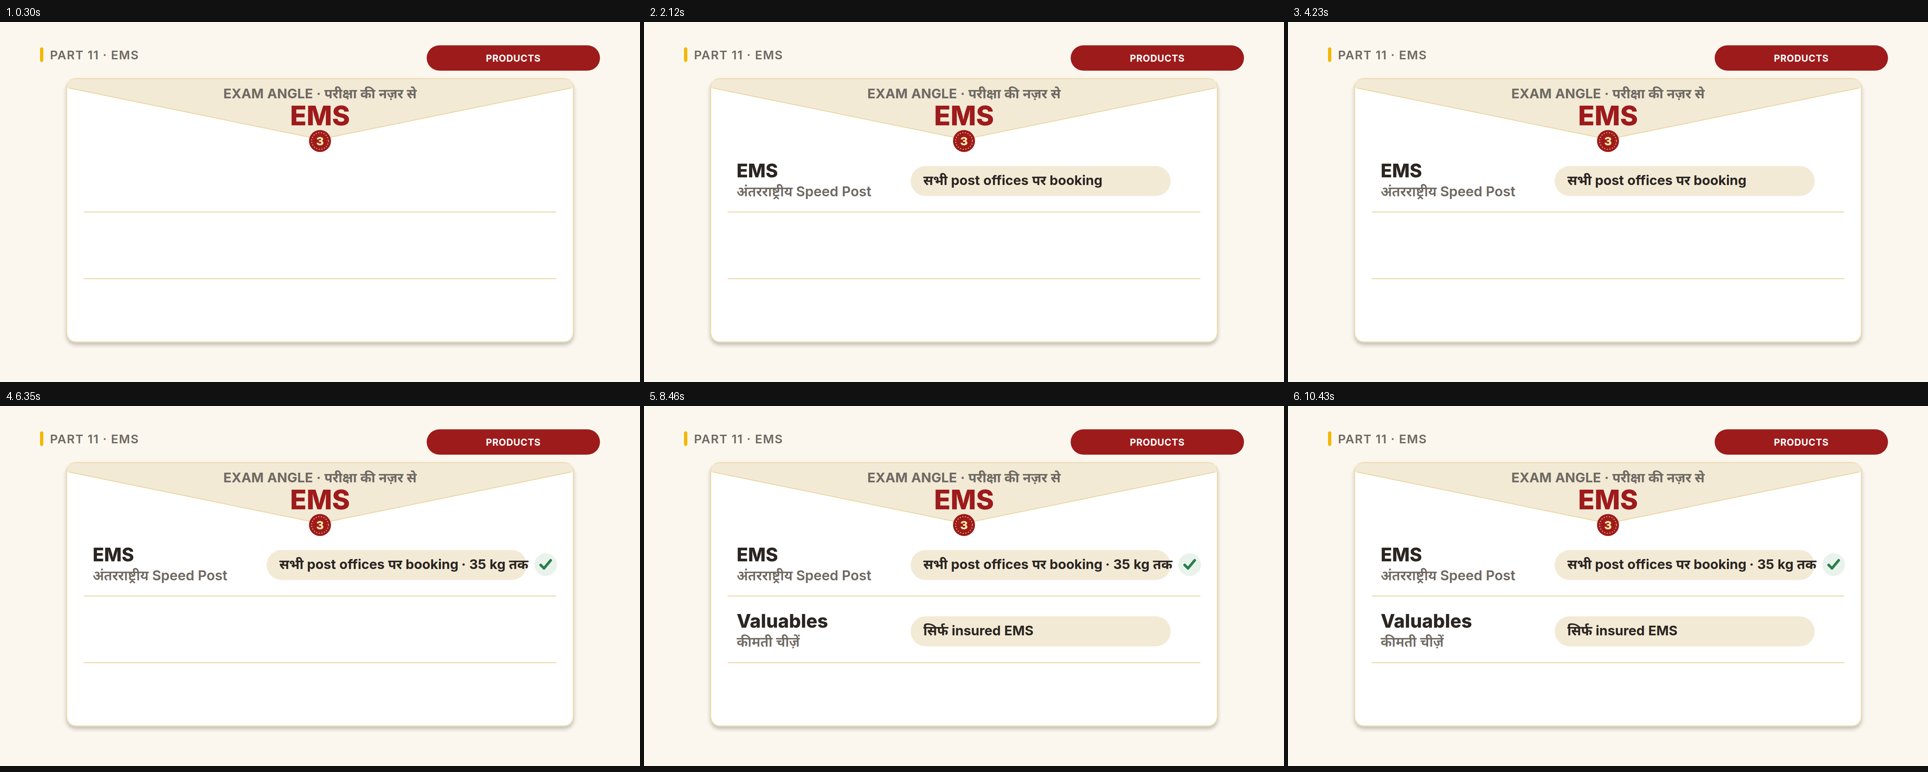 1. 0.30s
PART 11 · EMS
PRODUCTS
EXAM ANGLE · परीक्षा की नज़र से
EMS
3
2. 2.12s
PART 11 · EMS
PRODUCTS
EXAM ANGLE · परीक्षा की नज़र से
EMS
3
EMS
अंतरराष्ट्रीय Speed Post
सभी post offices पर booking
3. 4.23s
PART 11 · EMS
PRODUCTS
EXAM ANGLE · परीक्षा की नज़र से
EMS
3
EMS
अंतरराष्ट्रीय Speed Post
सभी post offices पर booking
4. 6.35s
PART 11 · EMS
PRODUCTS
EXAM ANGLE · परीक्षा की नज़र से
EMS
3
EMS
अंतरराष्ट्रीय Speed Post
सभी post offices पर booking · 35 kg तक
5. 8.46s
PART 11 · EMS
PRODUCTS
EXAM ANGLE · परीक्षा की नज़र से
EMS
3
EMS
अंतरराष्ट्रीय Speed Post
सभी post offices पर booking · 35 kg तक
Valuables
कीमती चीज़ें
सिर्फ insured EMS
6. 10.43s
PART 11 · EMS
PRODUCTS
EXAM ANGLE · परीक्षा की नज़र से
EMS
3
EMS
अंतरराष्ट्रीय Speed Post
सभी post offices पर booking · 35 kg तक
Valuables
कीमती चीज़ें
सिर्फ insured EMS